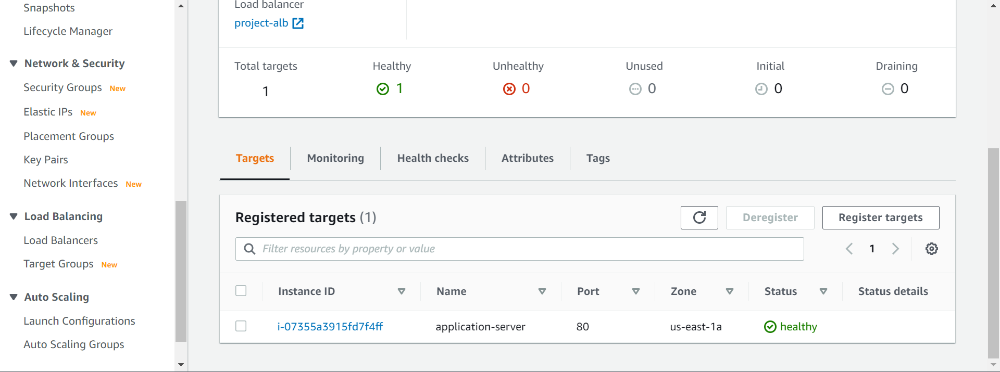 Snapshots
Lifecycle Manager
Network & Security
Security Groups New
Elastic IPs New
Placement Groups
Key Pairs
Network Interfaces New
Load Balancing
Load Balancers
Target Groups New
Auto Scaling
Launch Configurations
Auto Scaling Groups
Load balancer
project-alb
Total targets Healthy Unhealthy Unused Initial Draining
1 1 0 0 0 0
Targets Monitoring Health checks Attributes Tags
Registered targets (1) Deregister Register targets
Filter resources by property or value 1
Instance ID Name Port Zone Status Status details
i-07355a3915fd7f4ff application-server 80 us-east-1a healthy